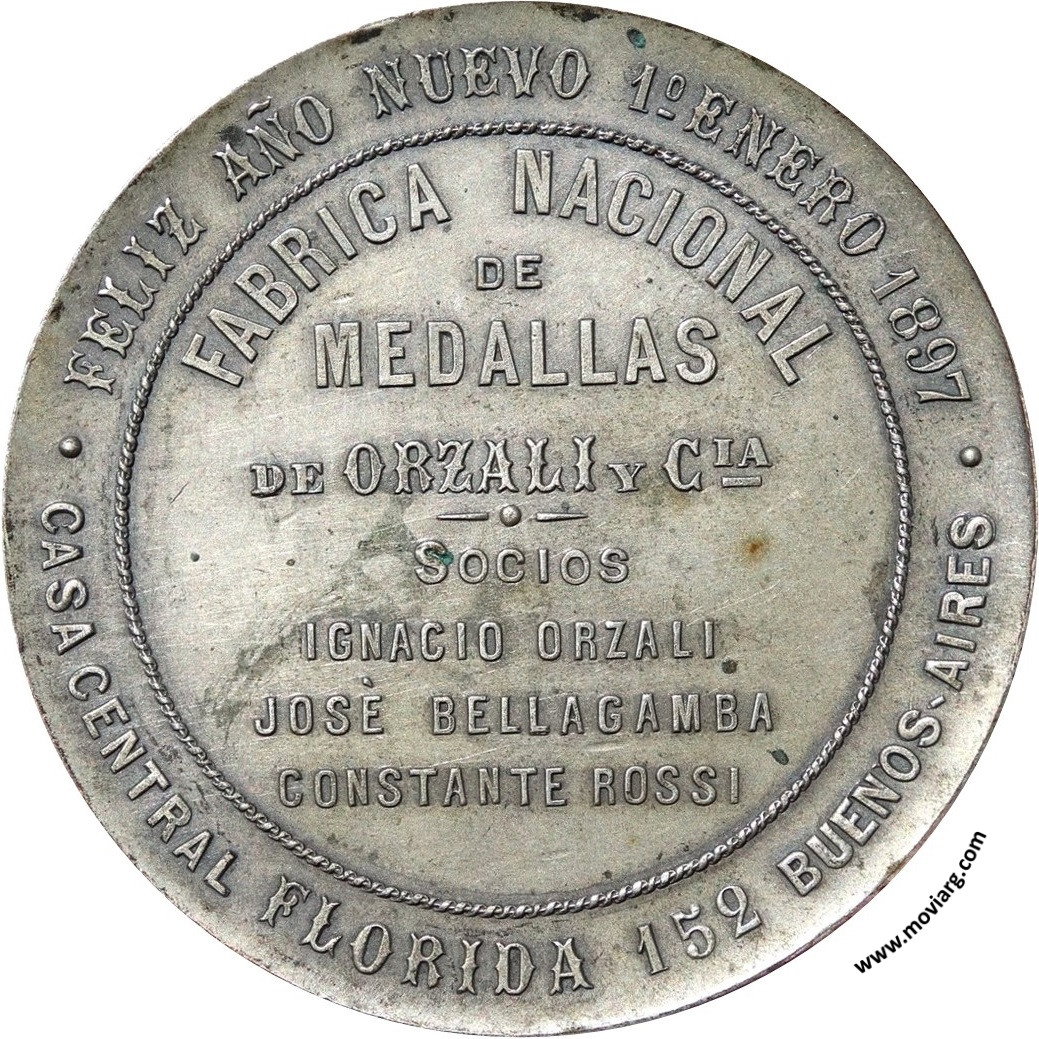 FELIZ AÑO NUEVO 1º ENERO 1897
FABRICA NACIONAL
DE
MEDALLAS
DE ORZALI Y CIA
SOCIOS
IGNACIO ORZALI
JOSÈ BELLAGAMBA
CONSTANTE ROSSI
CASA CENTRAL FLORIDA 152 BUENOS-AIRES
www.moviarg.com